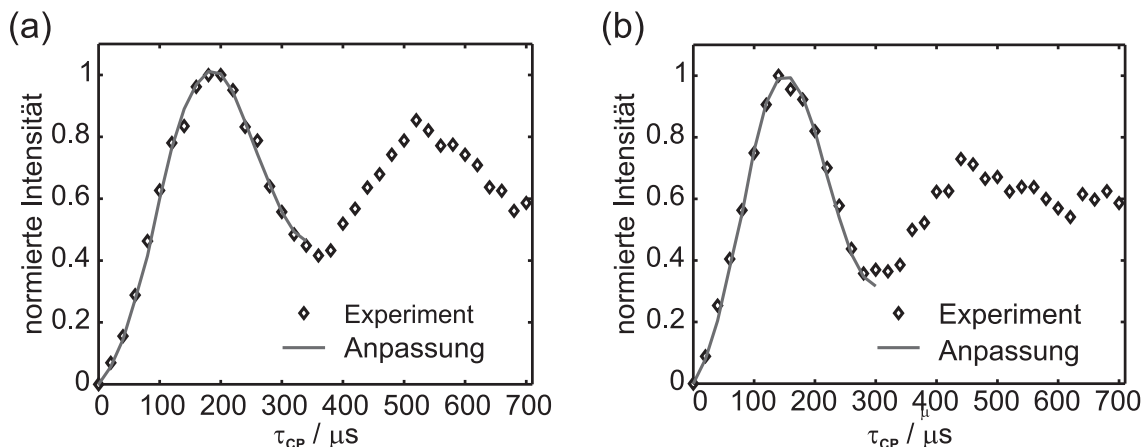 (a)
normierte Intensität
1
0.8
0.6
0.4
0.2
0
0 100 200 300 400 500 600 700
τCP / μs
Experiment
Anpassung
(b)
normierte Intensität
1
0.8
0.6
0.4
0.2
0
0 100 200 300 400 500 600 700
μ
τCP / μs
Experiment
Anpassung